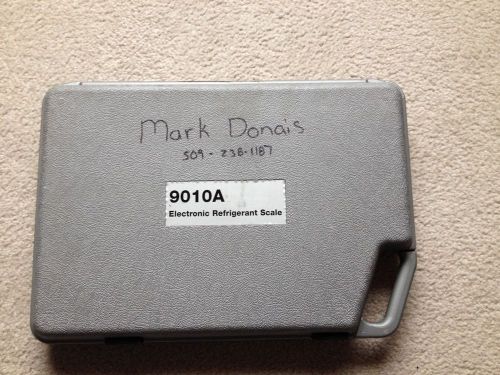 Mark Donais
509-238-1187
9010A
Electronic Refrigerant Scale